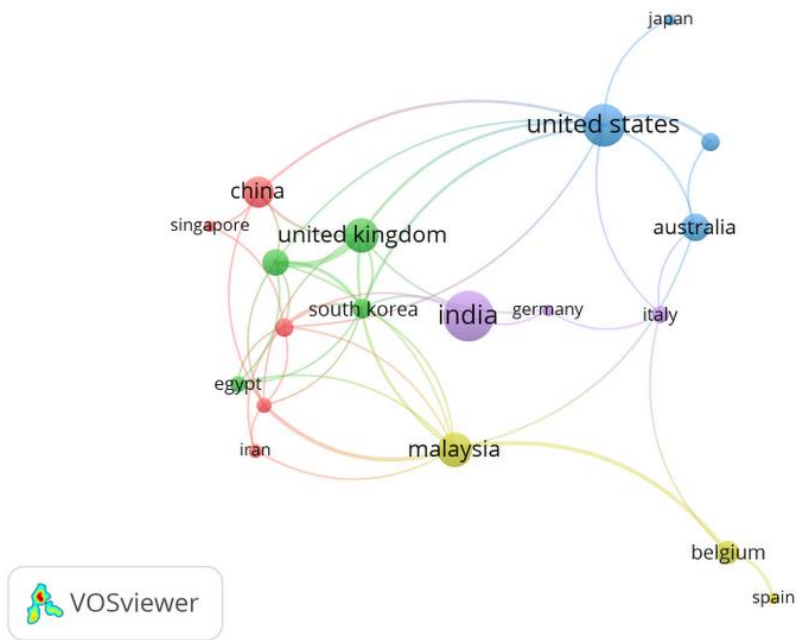 japan
united states
china
singapore
united kingdom
australia
south korea
india
germany
italy
egypt
iran
malaysia
belgium
spain
VOSviewer